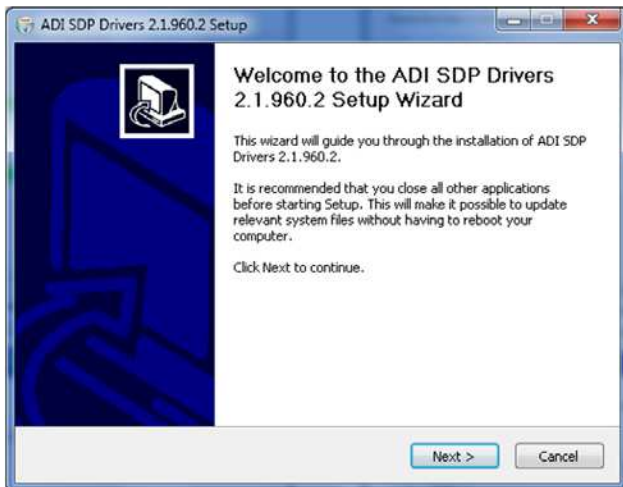 ADI SDP Drivers 2.1.960.2 Setup
Welcome to the ADI SDP Drivers
2.1.960.2 Setup Wizard
This wizard will guide you through the installation of ADI SDP
Drivers 2.1.960.2.
It is recommended that you close all other applications
before starting Setup. This will make it possible to update
relevant system files without having to reboot your
computer.
Click Next to continue.
Next >
Cancel